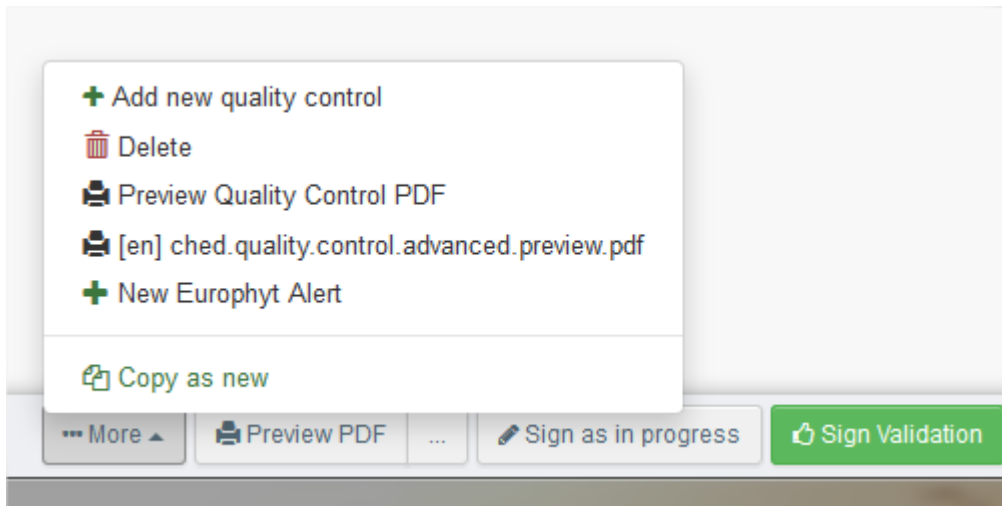 Add new quality control
Delete
Preview Quality Control PDF
[en] ched.quality.control.advanced.preview.pdf
New Europhyt Alert
Copy as new
More Preview PDF ... Sign as in progress Sign Validation